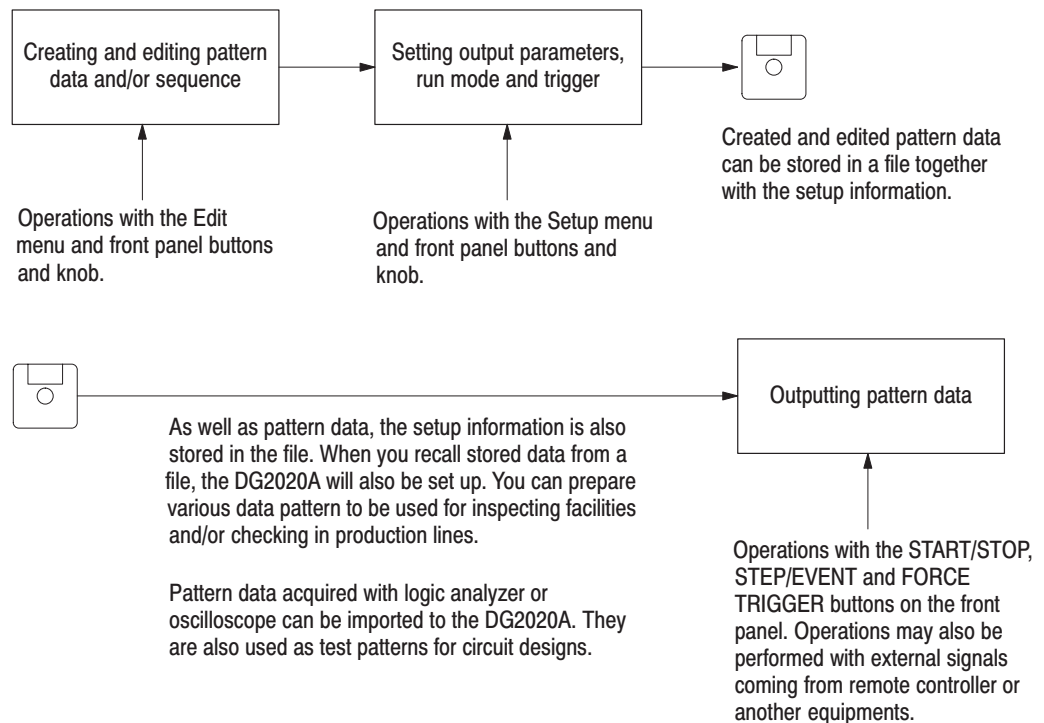 Creating and editing pattern
data and/or sequence
Setting output parameters,
run mode and trigger
Created and edited pattern data
can be stored in a file together
with the setup information.
Operations with the Edit
menu and front panel buttons
and knob.
Operations with the Setup menu
and front panel buttons and
knob.
Outputting pattern data
As well as pattern data, the setup information is also
stored in the file. When you recall stored data from a
file, the DG2020A will also be set up. You can prepare
various data pattern to be used for inspecting facilities
and/or checking in production lines.
Pattern data acquired with logic analyzer or
oscilloscope can be imported to the DG2020A. They
are also used as test patterns for circuit designs.
Operations with the START/STOP,
STEP/EVENT and FORCE
TRIGGER buttons on the front
panel. Operations may also be
performed with external signals
coming from remote controller or
another equipments.